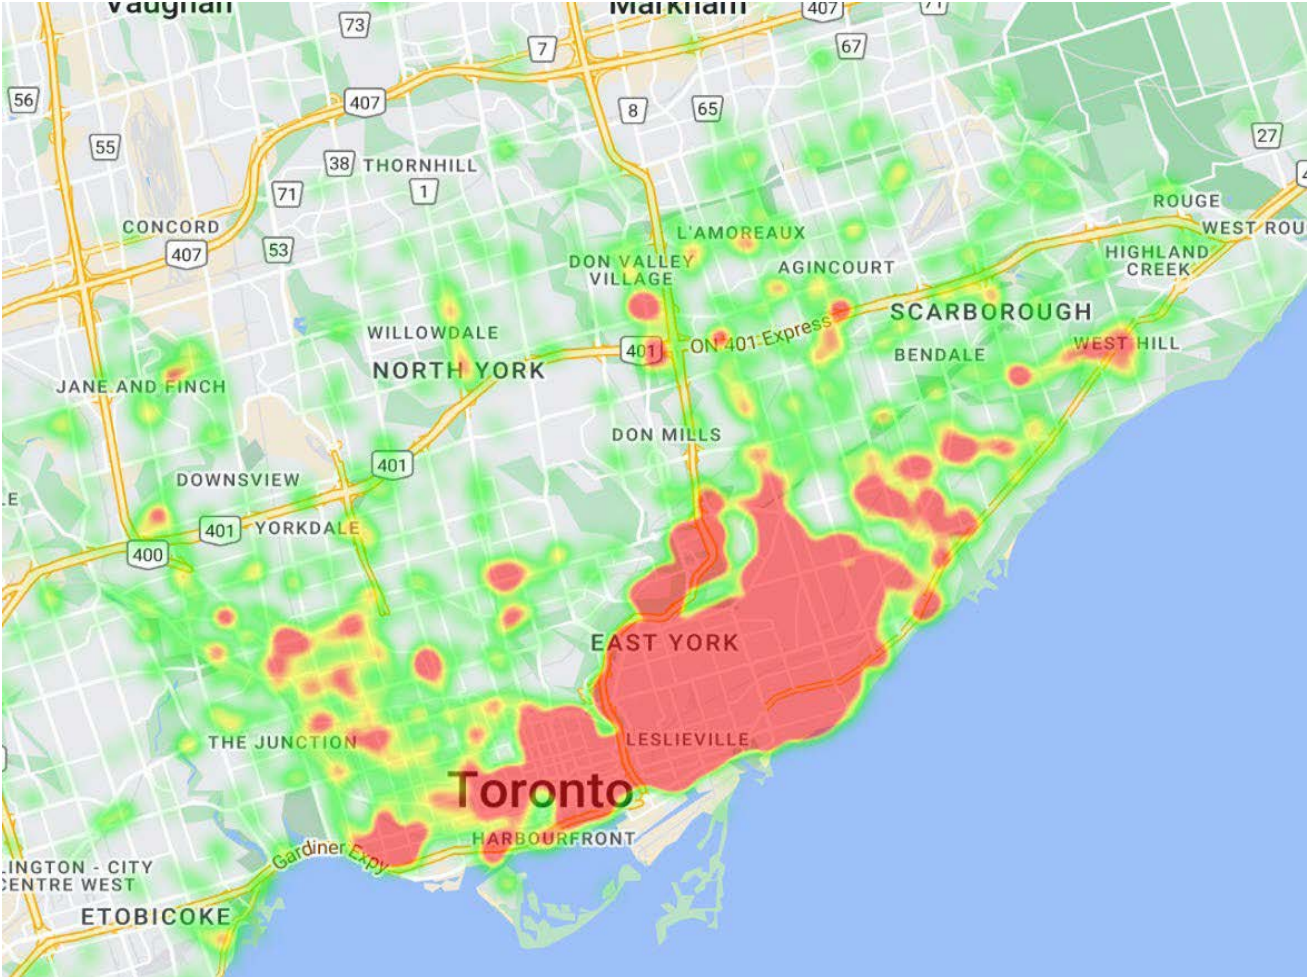 Vaughan
Markham
407
71
73
7
67
56
407
8
65
55
27
38
THORNHILL
71
1
ROUGE
CONCORD
WEST ROU
L'AMOREAUX
407
53
DON VALLEY
VILLAGE
AGINCOURT
HIGHLAND
CREEK
SCARBOROUGH
WILLOWDALE
401
ON 401 Express
WEST HILL
BENDALE
NORTH YORK
JANE AND FINCH
DON MILLS
401
DOWNSVIEW
LE
401
YORKDALE
400
EAST YORK
THE JUNCTION
LESLIEVILLE
Toronto
HARBOURFRONT
Gardiner Expy
LINGTON - CITY
CENTRE WEST
ETOBICOKE